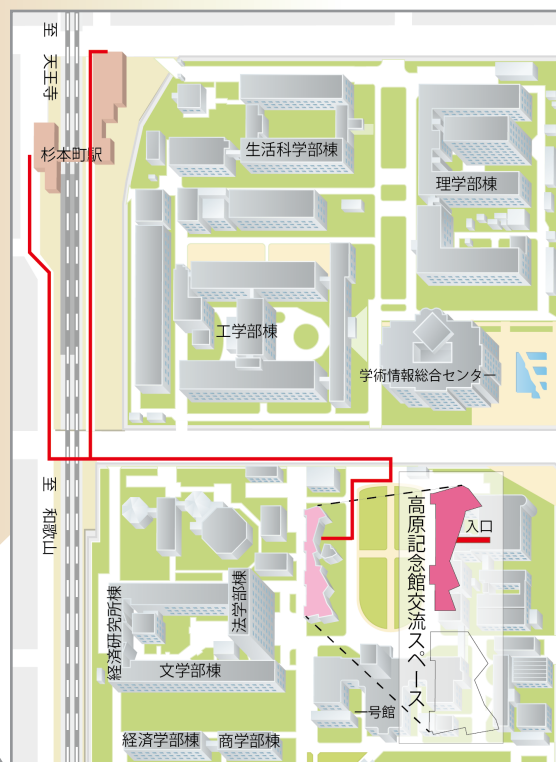 至　天王寺
杉本町駅
生活科学部棟
理学部棟
工学部棟
学術情報総合センター
至　和歌山
高原記念館交流スペース
入口
経済研究所棟
法学部棟
文学部棟
一号館
経済学部棟
商学部棟